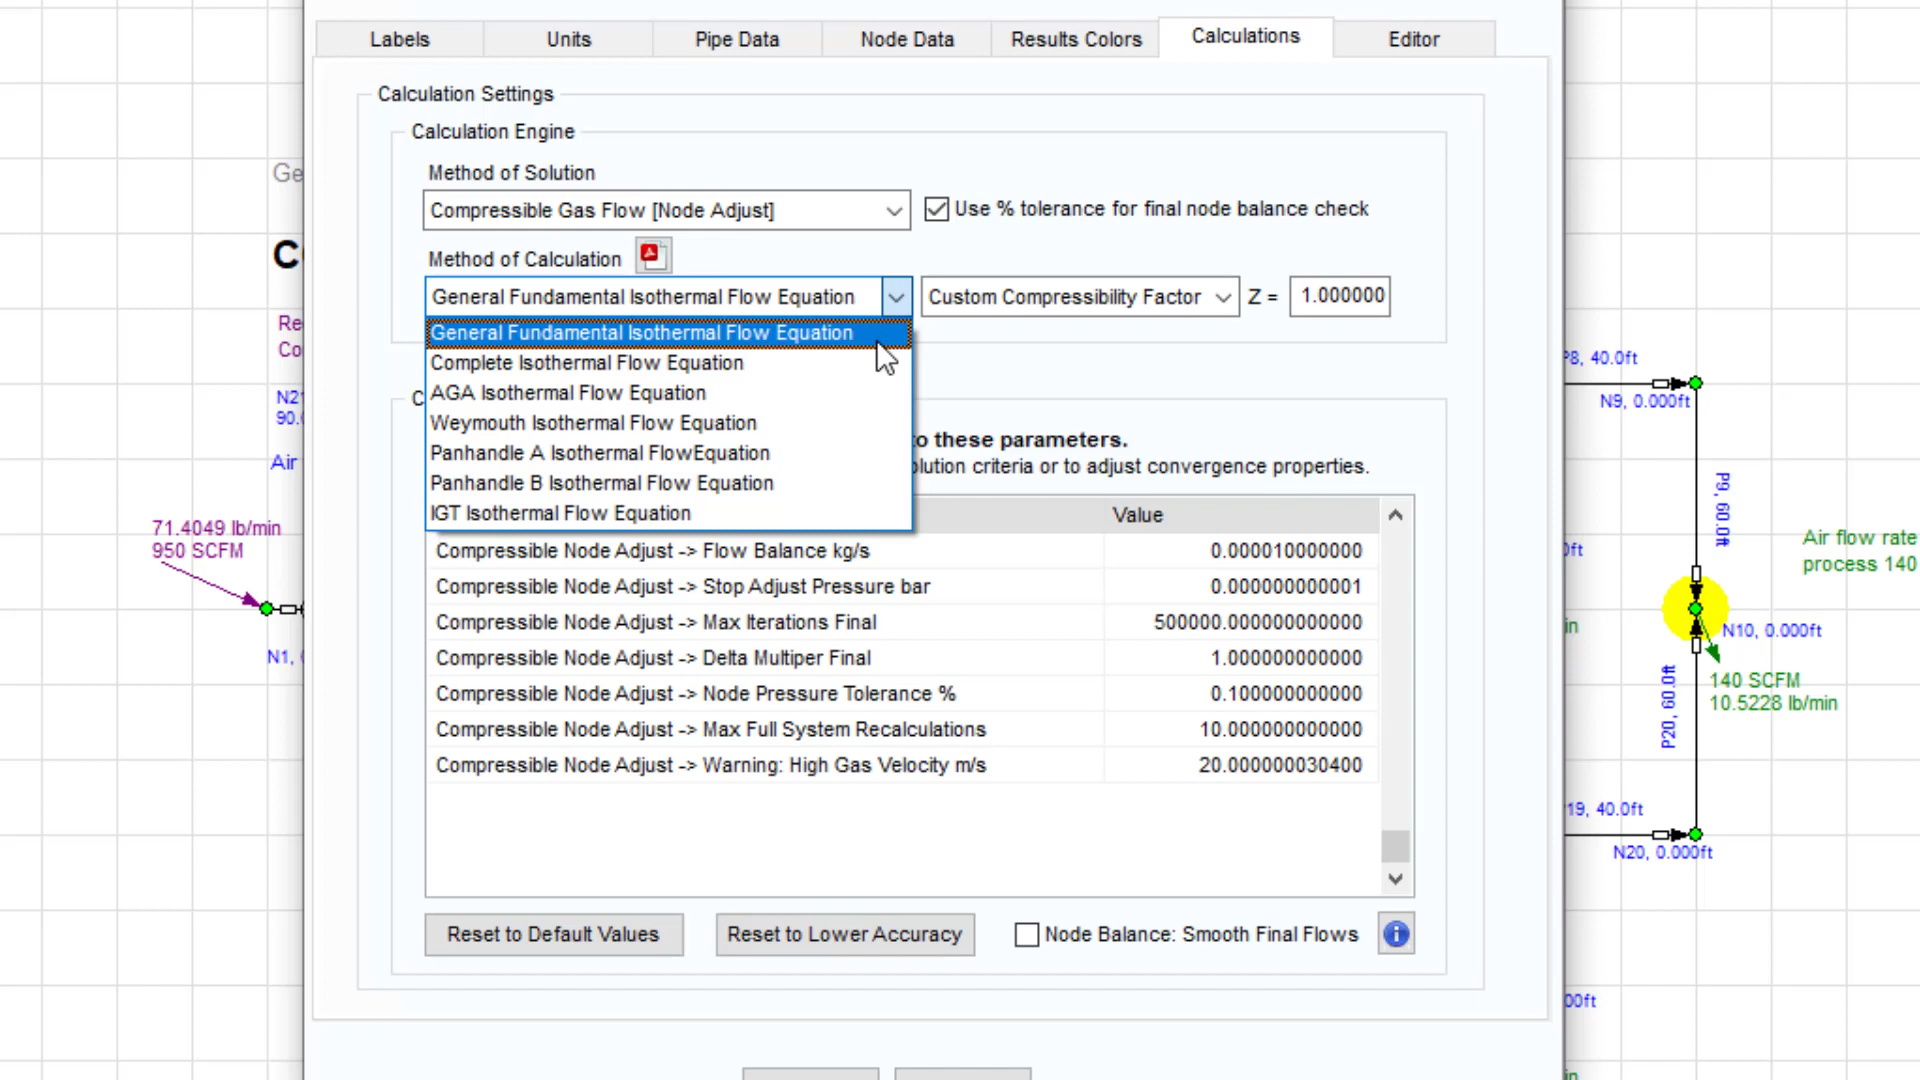 Labels
Units
Pipe Data
Node Data
Results Colors
Calculations
Editor
Calculation Settings
Calculation Engine
Method of Solution
Compressible Gas Flow [Node Adjust]
Use % tolerance for final node balance check
Method of Calculation
General Fundamental Isothermal Flow Equation
Custom Compressibility Factor
Z =
1.000000
General Fundamental Isothermal Flow Equation
Complete Isothermal Flow Equation
AGA Isothermal Flow Equation
Weymouth Isothermal Flow Equation
Panhandle A Isothermal FlowEquation
Panhandle B Isothermal Flow Equation
IGT Isothermal Flow Equation
to these parameters.
criteria or to adjust convergence properties.
Value
Compressible Node Adjust -> Flow Balance kg/s 0.000010000000
Compressible Node Adjust -> Stop Adjust Pressure bar 0.000000000001
Compressible Node Adjust -> Max Iterations Final 500000.000000000000
Compressible Node Adjust -> Delta Multiper Final 1.000000000000
Compressible Node Adjust -> Node Pressure Tolerance % 0.100000000000
Compressible Node Adjust -> Max Full System Recalculations 10.000000000000
Compressible Node Adjust -> Warning: High Gas Velocity m/s 20.000000030400
Reset to Default Values
Reset to Lower Accuracy
Node Balance: Smooth Final Flows
Ge
Re
Co
N21
90.
Air
71.4049 lb/min
950 SCFM
N1,
P8, 40.0ft
N9, 0.000ft
P9, 60.0ft
Air flow rate
process 140
N10, 0.000ft
140 SCFM
10.5228 lb/min
P20, 60.0ft
19, 40.0ft
N20, 0.000ft
00ft